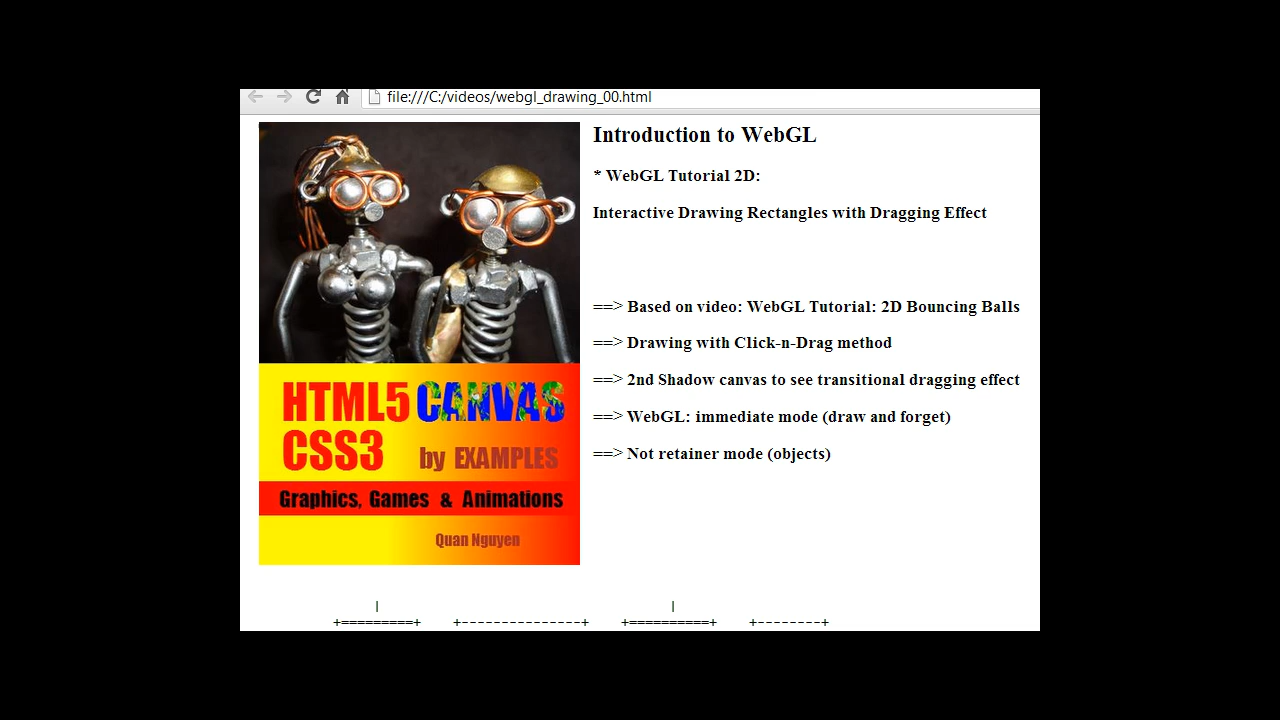 file:///C:/videos/webgl_drawing_00.html
Introduction to WebGL
* WebGL Tutorial 2D:
Interactive Drawing Rectangles with Dragging Effect
==> Based on video: WebGL Tutorial: 2D Bouncing Balls
==> Drawing with Click-n-Drag method
==> 2nd Shadow canvas to see transitional dragging effect
==> WebGL: immediate mode (draw and forget)
==> Not retainer mode (objects)
HTML5 CANVAS
CSS3 by EXAMPLES
Graphics, Games & Animations
Quan Nguyen
| |
+=========+ +---------------+ +==========+ +--------+